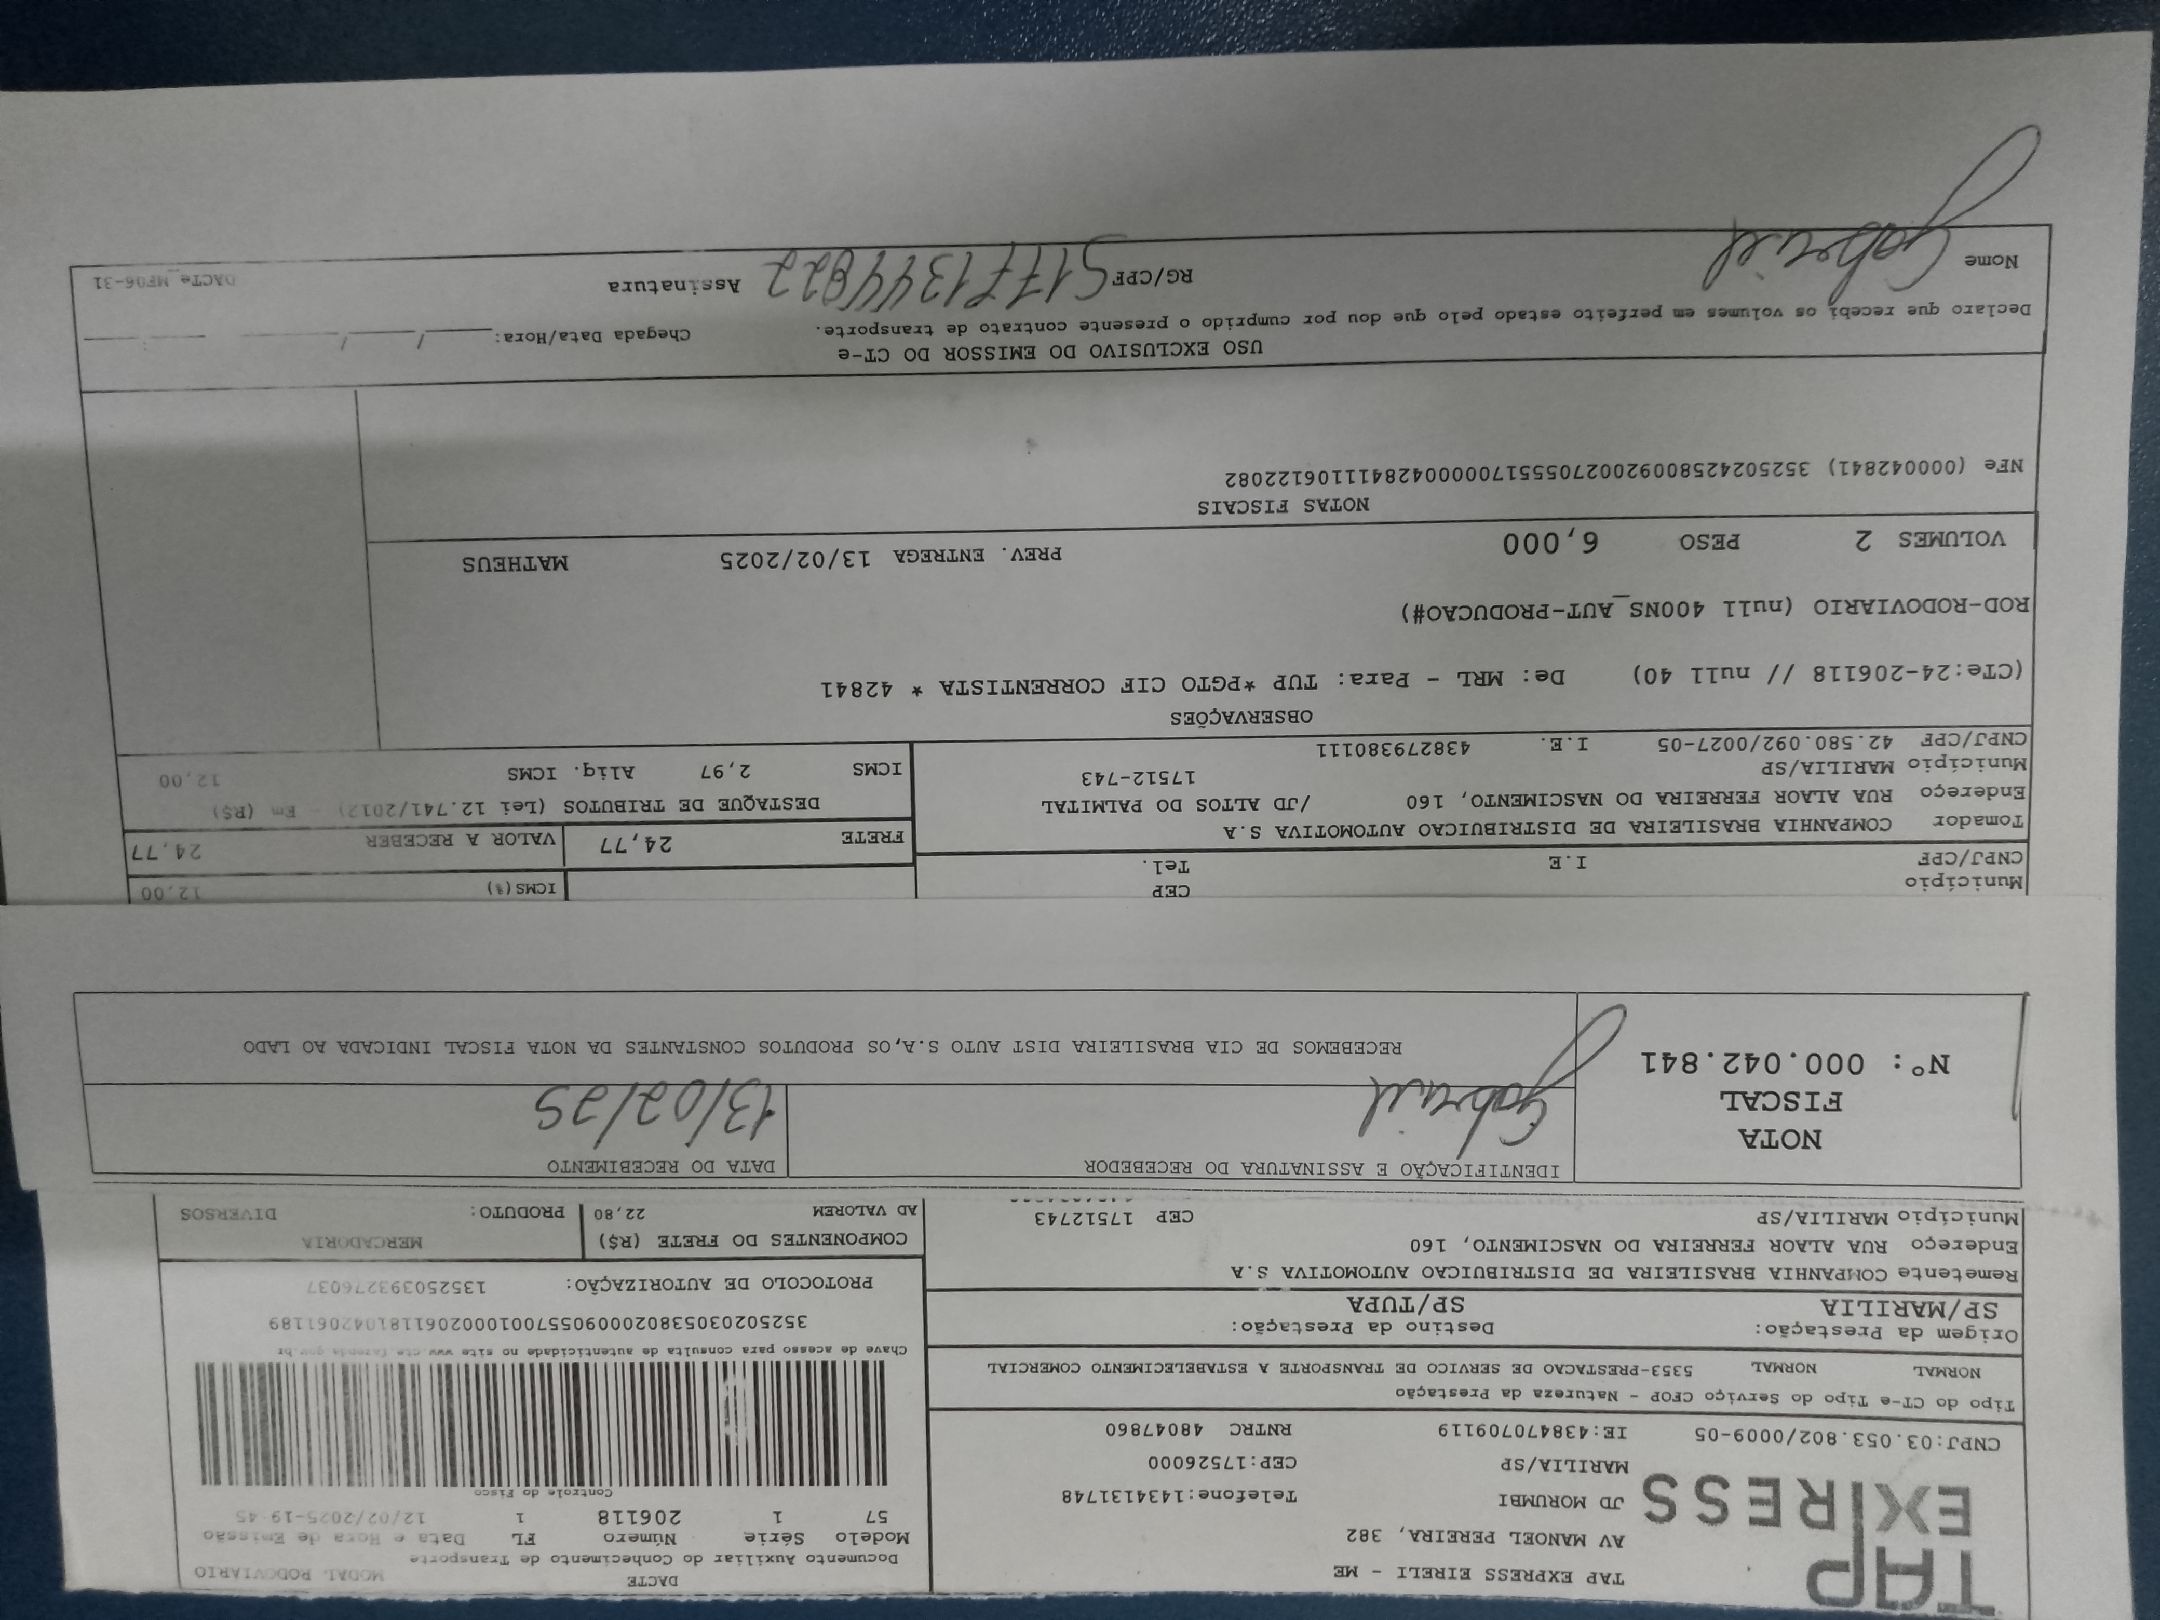 TAP
EXPRESS
TAP EXPRESS EIRELI - ME
AV MANOEL PEREIRA, 382
JD MORUMBI Telefone:1434131748
MARILIA/SP CEP:17526000
CNPJ:03.053.802/0009-05 IE:438470709119 RNTRC 48047860
DACTE MODAL RODOVIARIO
Documento Auxiliar do Conhecimento de Transporte
Modelo Série Número FL Data e Hora de Emissão
57 1 206118 1 12/02/2025-19 45
Controle do Fisco
Chave de acesso para consulta de autenticidade no site www cte fazenda gov.br
35250203053802000905570010002061181042061189
PROTOCOLO DE AUTORIZAÇÃO: 135250393276037
Tipo do CT-e Tipo do Serviço CFOP - Natureza da Prestação
NORMAL NORMAL 5353-PRESTACAO DE SERVICO DE TRANSPORTE A ESTABELECIMENTO COMERCIAL
Origem da Prestação: Destino da Prestação:
SP/MARILIA SP/TUPA
Remetente COMPANHIA BRASILEIRA DE DISTRIBUICAO AUTOMOTIVA S.A
Endereço RUA ALAOR FERREIRA DO NASCIMENTO, 160
Município MARILIA/SP CEP 17512743
COMPONENTES DO FRETE (R$) MERCADORIA
AD VALOREM 22,80 PRODUTO: DIVERSOS
NOTA
FISCAL
Nº: 000.042.841
IDENTIFICAÇÃO E ASSINATURA DO RECEBEDOR DATA DO RECEBIMENTO
Gabriel 13/02/25
RECEBEMOS DE CIA BRASILEIRA DIST AUTO S.A,OS PRODUTOS CONSTANTES DA NOTA FISCAL INDICADA AO LADO
Município CEP
CNPJ/CPF I.E Tel.
ICMS(%) 12,00
Tomador COMPANHIA BRASILEIRA DE DISTRIBUICAO AUTOMOTIVA S.A
Endereço RUA ALAOR FERREIRA DO NASCIMENTO, 160 /JD ALTOS DO PALMITAL
Município MARILIA/SP 17512-743
CNPJ/CPF 42.580.092/0027-05 I.E. 438279380111
FRETE 24,77 VALOR A RECEBER 24,77
DESTAQUE DE TRIBUTOS (Lei 12.741/2012) - Em (R$)
ICMS 2,97 Aliq. ICMS 12,00
OBSERVAÇÕES
(CTe:24-206118 // null 40) De: MRL - Para: TUP *PGTO CIF CORRENTISTA * 42841
ROD-RODOVIARIO (null 400NS_AUT-PRODUCAO#)
VOLUMES 2 PESO 6,000 PREV. ENTREGA 13/02/2025 MATHEUS
NOTAS FISCAIS
NFe (000042841) 35250242580092002705551700000428411106122082
USO EXCLUSIVO DO EMISSOR DO CT-e
Declaro que recebi os volumes em perfeito estado pelo que dou por cumprido o presente contrato de transporte. Chegada Data/Hora: / / :
Nome Gabriel RG/CPF Assinatura
DACTe_MF06-31